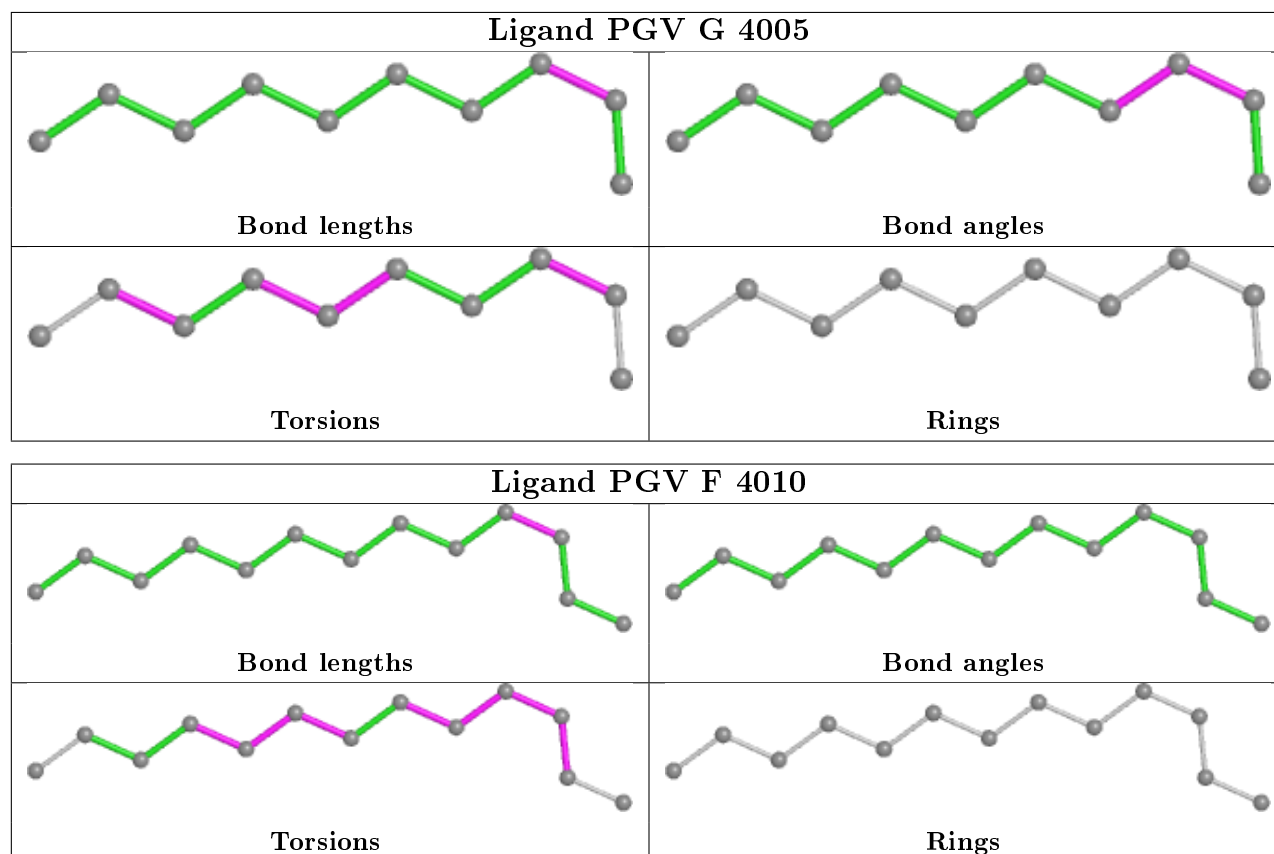 Ligand PGV G 4005
Bond lengths
Bond angles
Torsions
Rings
Ligand PGV F 4010
Bond lengths
Bond angles
Torsions
Rings